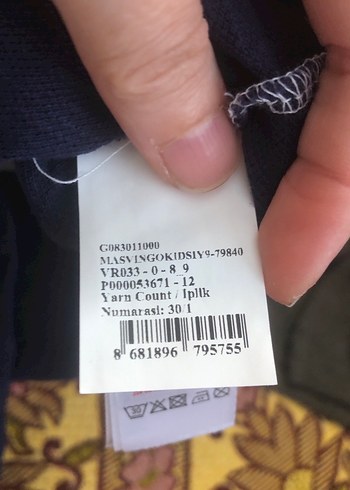 G083011000
MASVINGOKIDSIY9-79840
VR033 - 0 - 8_9
P000053671 - 12
Yarn Count / Iplik
Numarasi: 30/1
8 681896 795755